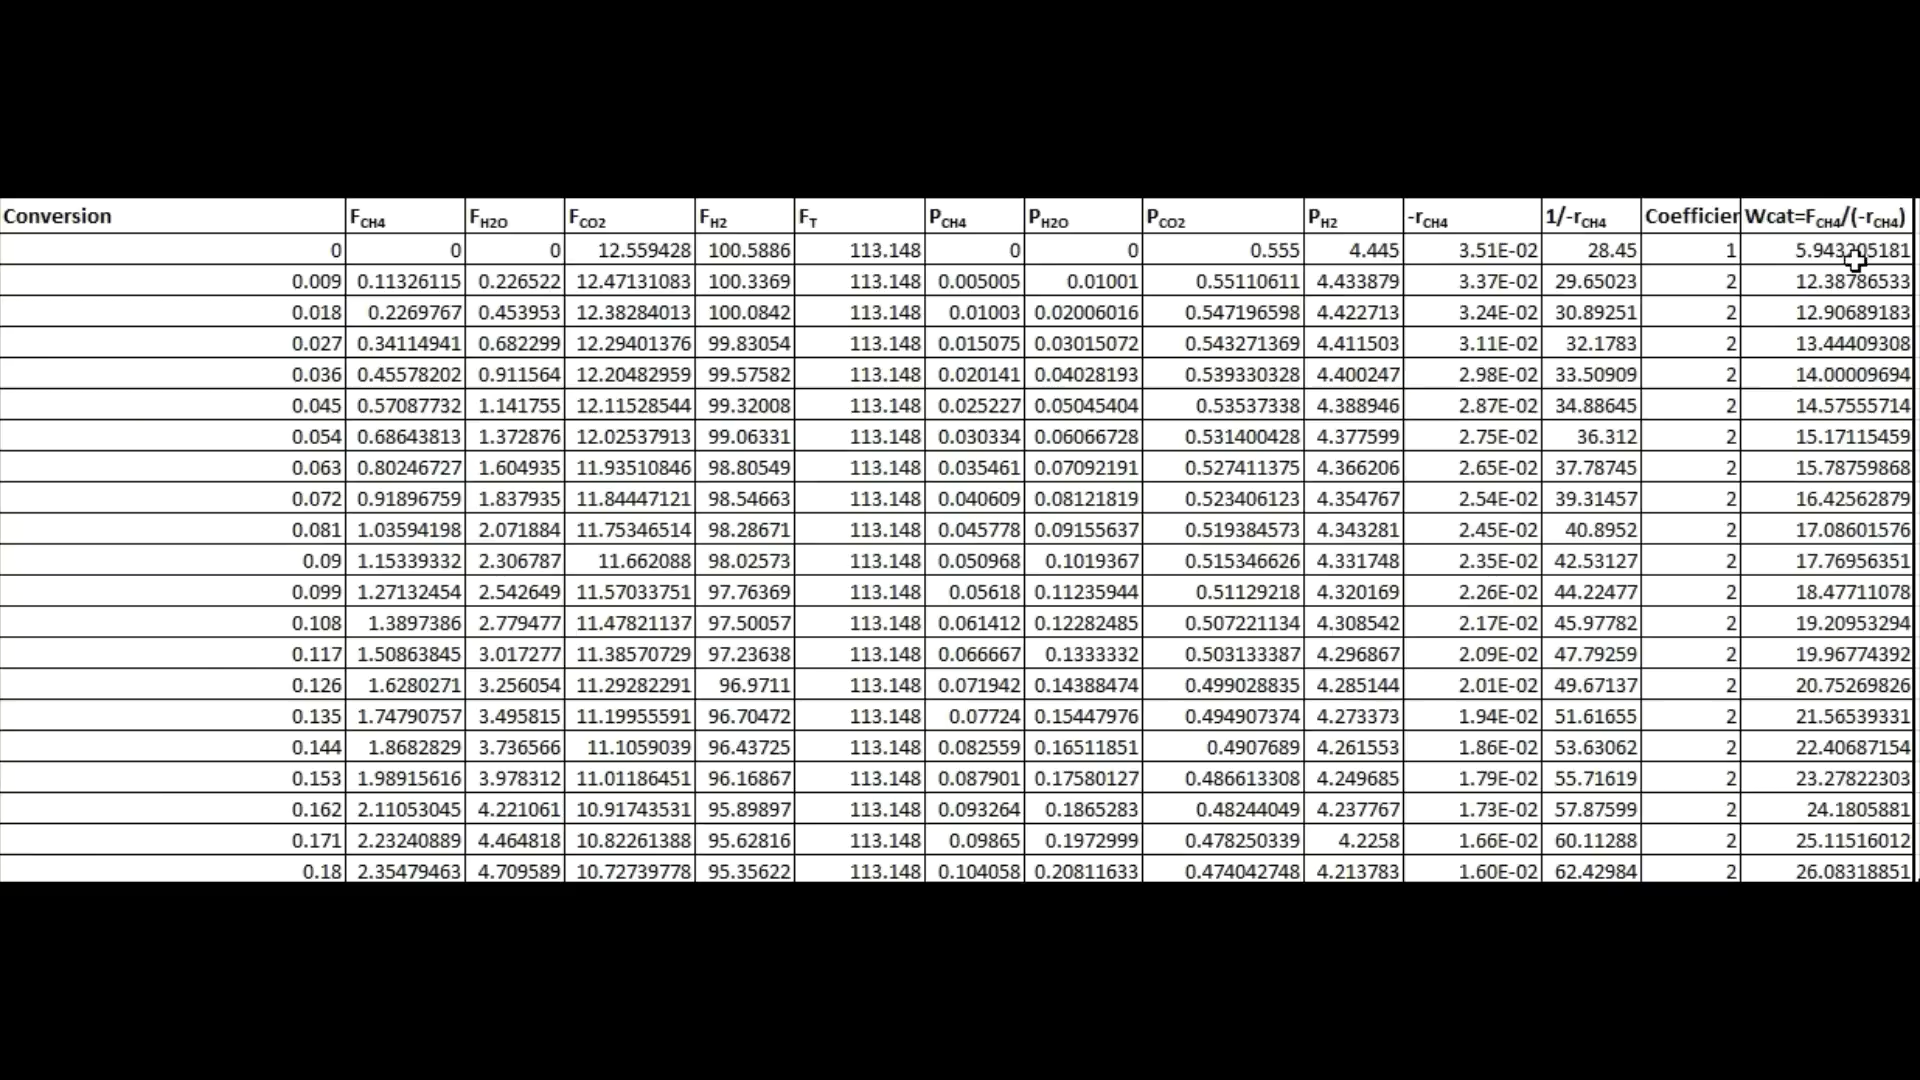 Conversion F_CH4 F_H2O F_CO2 F_H2 F_T P_CH4 P_H2O P_CO2 P_H2 -r_CH4 1/-r_CH4 Coefficier Wcat=F_CH4/(-r_CH4)
0 0 0 12.559428 100.5886 113.148 0 0 0.555 4.445 3.51E-02 28.45 1 5.943205181
0.009 0.11326115 0.226522 12.47131083 100.3369 113.148 0.005005 0.01001 0.55110611 4.433879 3.37E-02 29.65023 2 12.38786533
0.018 0.2269767 0.453953 12.38284013 100.0842 113.148 0.01003 0.02006016 0.547196598 4.422713 3.24E-02 30.89251 2 12.90689183
0.027 0.34114941 0.682299 12.29401376 99.83054 113.148 0.015075 0.03015072 0.543271369 4.411503 3.11E-02 32.1783 2 13.44409308
0.036 0.45578202 0.911564 12.20482959 99.57582 113.148 0.020141 0.04028193 0.539330328 4.400247 2.98E-02 33.50909 2 14.00009694
0.045 0.57087732 1.141755 12.11528544 99.32008 113.148 0.025227 0.05045404 0.53537338 4.388946 2.87E-02 34.88645 2 14.57555714
0.054 0.68643813 1.372876 12.02537913 99.06331 113.148 0.030334 0.06066728 0.531400428 4.377599 2.75E-02 36.312 2 15.17115459
0.063 0.80246727 1.604935 11.93510846 98.80549 113.148 0.035461 0.07092191 0.527411375 4.366206 2.65E-02 37.78745 2 15.78759868
0.072 0.91896759 1.837935 11.84447121 98.54663 113.148 0.040609 0.08121819 0.523406123 4.354767 2.54E-02 39.31457 2 16.42562879
0.081 1.03594198 2.071884 11.75346514 98.28671 113.148 0.045778 0.09155637 0.519384573 4.343281 2.45E-02 40.8952 2 17.08601576
0.09 1.15339332 2.306787 11.662088 98.02573 113.148 0.050968 0.1019367 0.515346626 4.331748 2.35E-02 42.53127 2 17.76956351
0.099 1.27132454 2.542649 11.57033751 97.76369 113.148 0.05618 0.11235944 0.51129218 4.320169 2.26E-02 44.22477 2 18.47711078
0.108 1.3897386 2.779477 11.47821137 97.50057 113.148 0.061412 0.12282485 0.507221134 4.308542 2.17E-02 45.97782 2 19.20953294
0.117 1.50863845 3.017277 11.38570729 97.23638 113.148 0.066667 0.1333332 0.503133387 4.296867 2.09E-02 47.79259 2 19.96774392
0.126 1.6280271 3.256054 11.29282291 96.9711 113.148 0.071942 0.14388474 0.499028835 4.285144 2.01E-02 49.67137 2 20.75269826
0.135 1.74790757 3.495815 11.19955591 96.70472 113.148 0.07724 0.15447976 0.494907374 4.273373 1.94E-02 51.61655 2 21.56539331
0.144 1.8682829 3.736566 11.1059039 96.43725 113.148 0.082559 0.16511851 0.4907689 4.261553 1.86E-02 53.63062 2 22.40687154
0.153 1.98915616 3.978312 11.01186451 96.16867 113.148 0.087901 0.17580127 0.486613308 4.249685 1.79E-02 55.71619 2 23.27822303
0.162 2.11053045 4.221061 10.91743531 95.89897 113.148 0.093264 0.1865283 0.48244049 4.237767 1.73E-02 57.87599 2 24.1805881
0.171 2.23240889 4.464818 10.82261388 95.62816 113.148 0.09865 0.1972999 0.478250339 4.2258 1.66E-02 60.11288 2 25.11516012
0.18 2.35479463 4.709589 10.72739778 95.35622 113.148 0.104058 0.20811633 0.474042748 4.213783 1.60E-02 62.42984 2 26.08318851